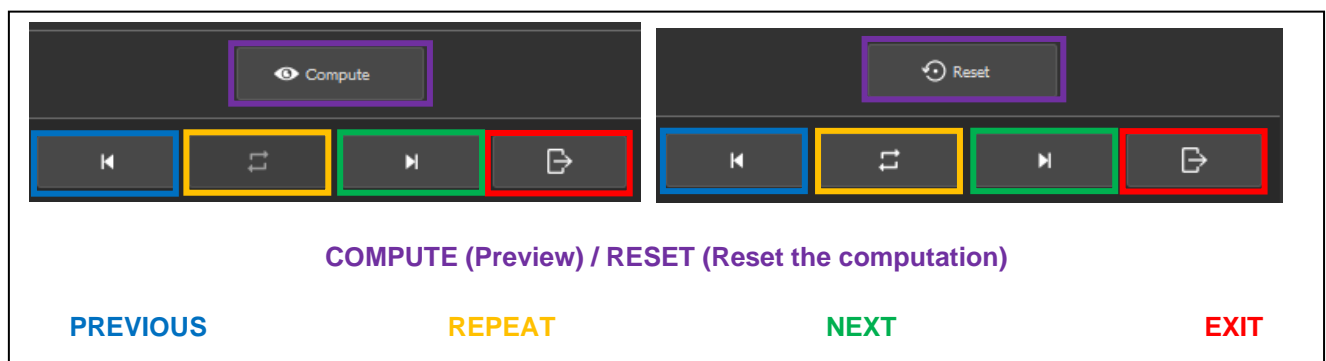 Compute
Reset
COMPUTE (Preview) / RESET (Reset the computation)
PREVIOUS REPEAT NEXT EXIT